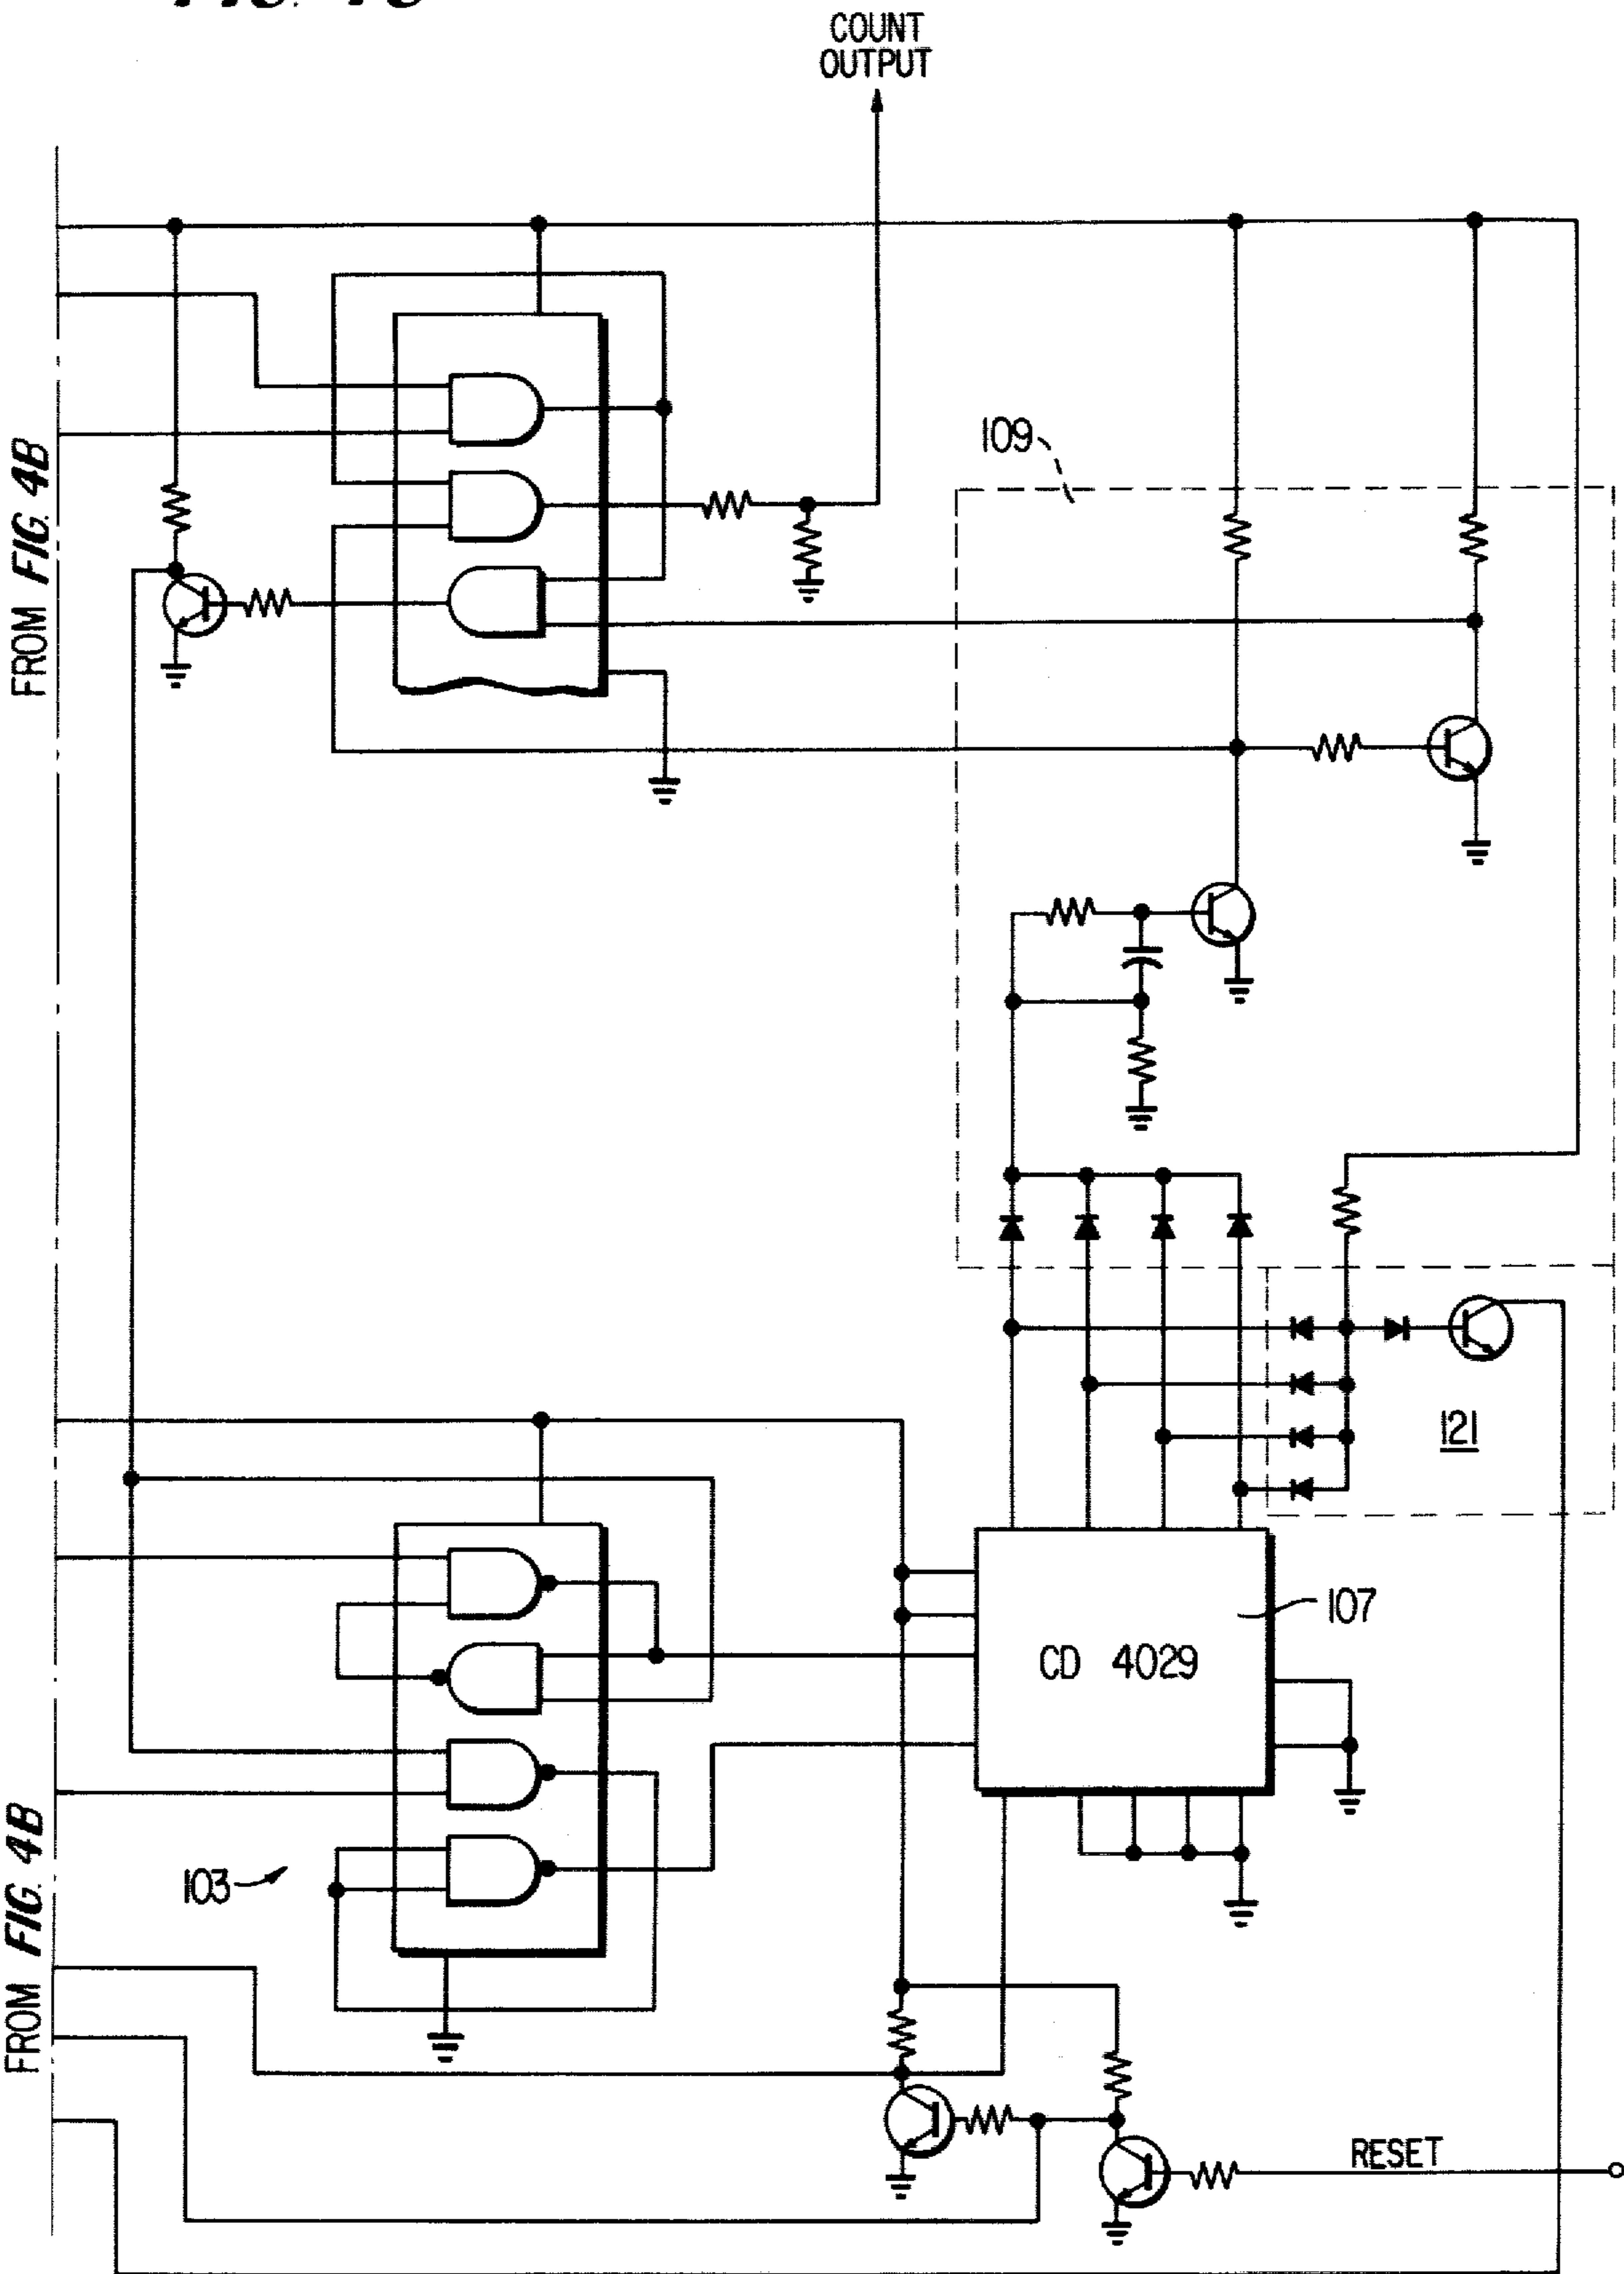 COUNT
OUTPUT
109
FROM FIG. 4B
121
107
CD 4029
103
FROM FIG. 4B
RESET